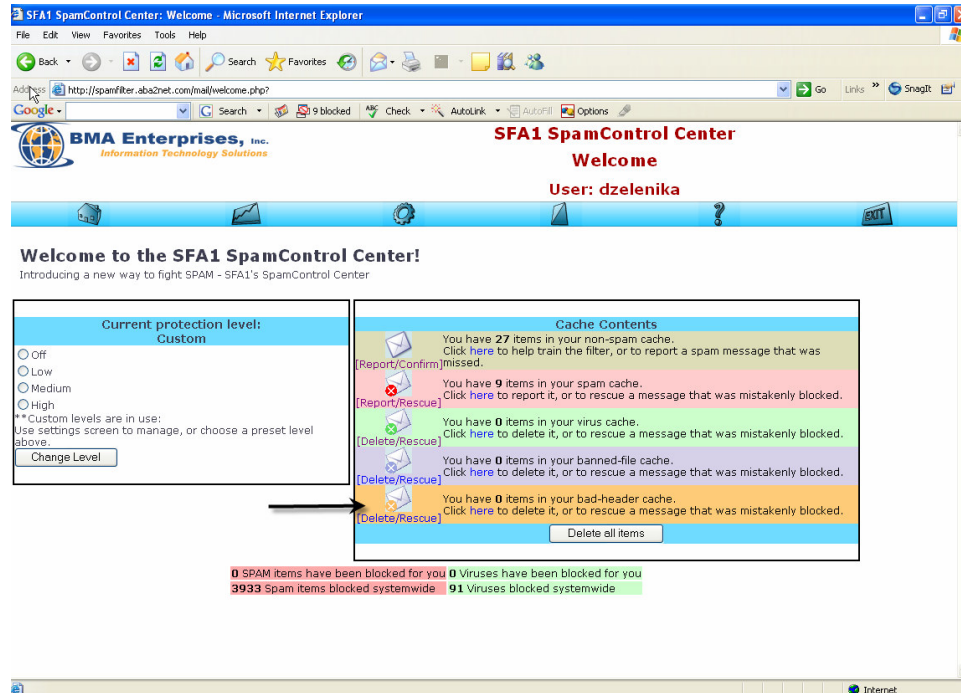 SFA1 SpamControl Center: Welcome - Microsoft Internet Explorer
File Edit View Favorites Tools Help
Back Search Favorites
Address http://spamfilter.aba2net.com/mail/welcome.php? Go Links » SnagIt
Google Search 9 blocked ABC Check AutoLink AutoFill Options
BMA Enterprises, Inc.
Information Technology Solutions
SFA1 SpamControl Center
Welcome
User: dzelenika
? EXIT
Welcome to the SFA1 SpamControl Center!
Introducing a new way to fight SPAM - SFA1's SpamControl Center
Current protection level:
Custom
Off
Low
Medium
High
**Custom levels are in use:
Use settings screen to manage, or choose a preset level
above.
Change Level
Cache Contents
You have 27 items in your non-spam cache.
Click here to help train the filter, or to report a spam message that was
[Report/Confirm] missed.
You have 9 items in your spam cache.
Click here to report it, or to rescue a message that was mistakenly blocked.
[Report/Rescue]
You have 0 items in your virus cache.
Click here to delete it, or to rescue a message that was mistakenly blocked.
[Delete/Rescue]
You have 0 items in your banned-file cache.
Click here to delete it, or to rescue a message that was mistakenly blocked.
[Delete/Rescue]
You have 0 items in your bad-header cache.
Click here to delete it, or to rescue a message that was mistakenly blocked.
[Delete/Rescue]
Delete all items
0 SPAM items have been blocked for you 0 Viruses have been blocked for you
3933 Spam items blocked systemwide 91 Viruses blocked systemwide
Internet